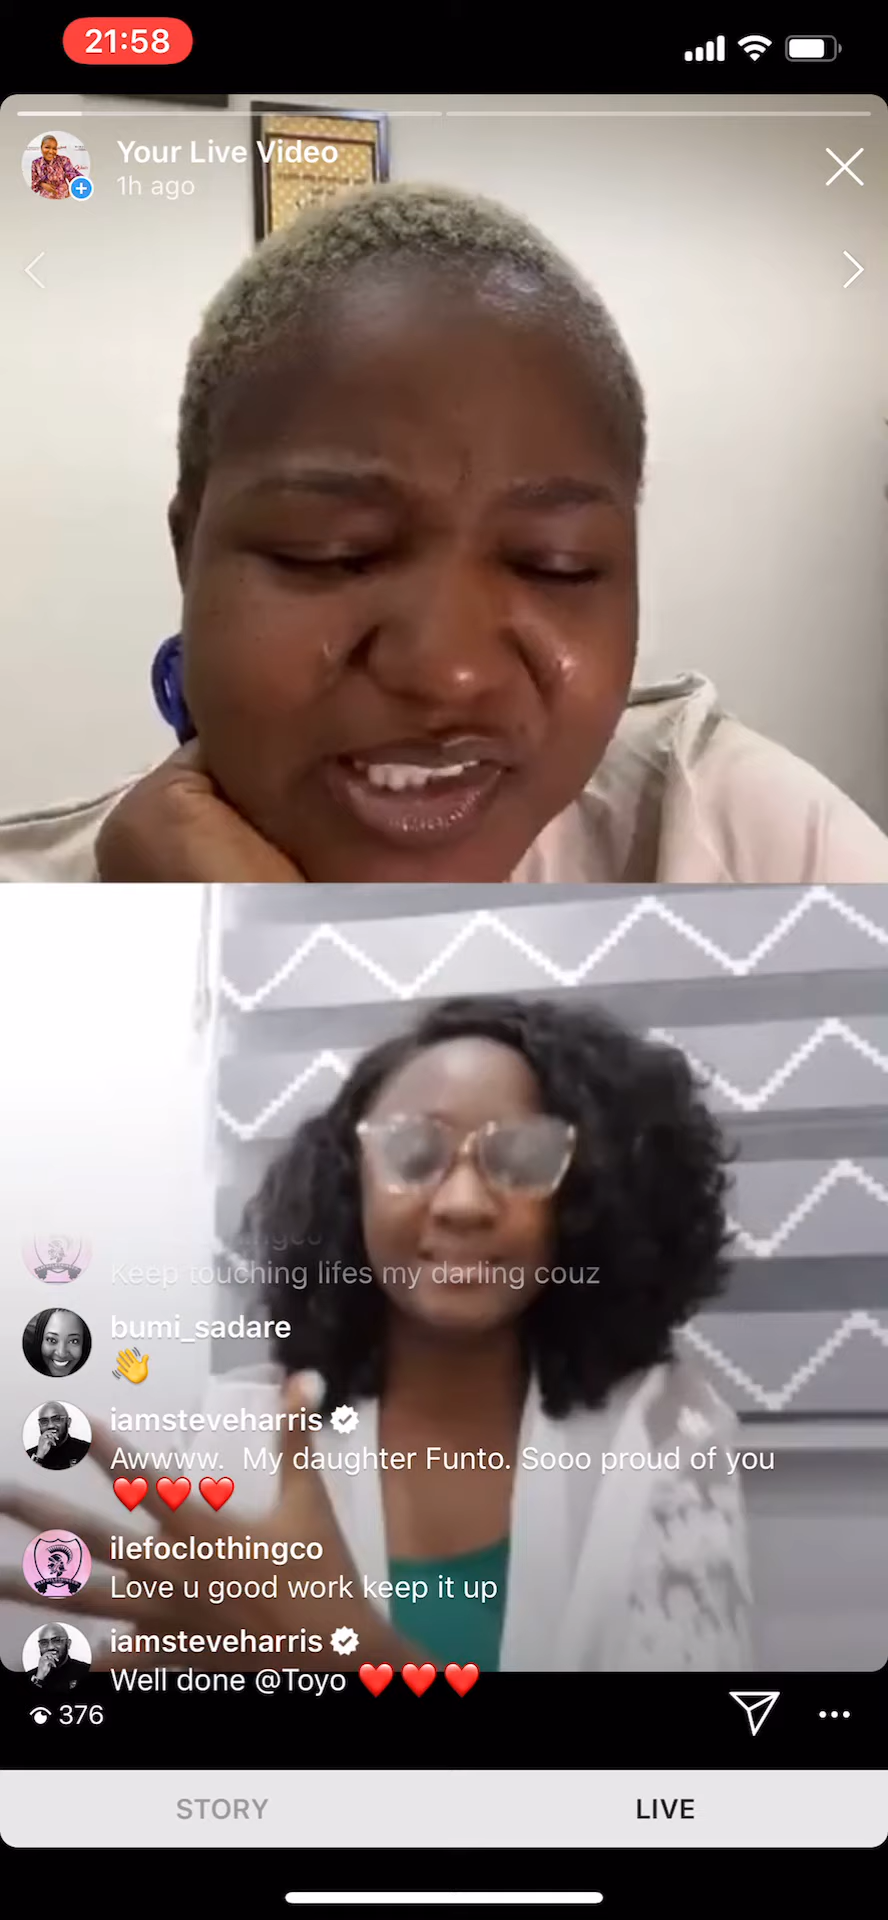 21:58
Your Live Video
1h ago
Keep touching lifes my darling couz
bumi_sadare
👋
iamsteveharris
Awwww. My daughter Funto. Sooo proud of you
❤️❤️❤️
ilefoclothingco
Love u good work keep it up
iamsteveharris
Well done @Toyo ❤️❤️❤️
376
STORY
LIVE